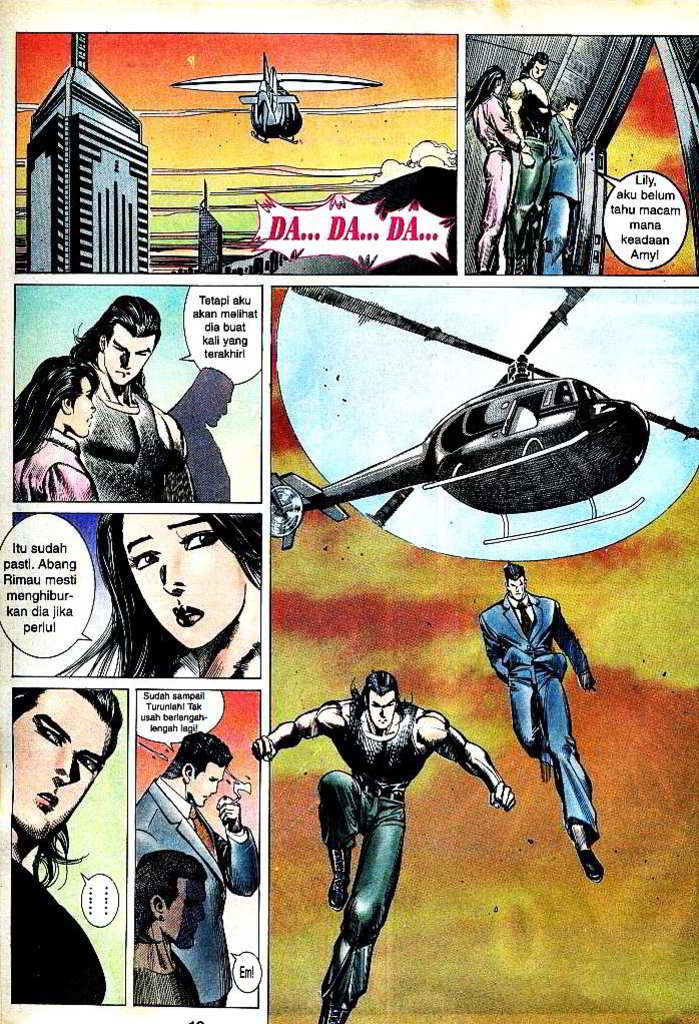 DA... DA... DA...
Lily,
aku belum
tahu macam
mana
keadaan
Amy!
Tetapi aku
akan melihat
dia buat
kali yang
terakhir!
Itu sudah
pasti. Abang
Rimau mesti
menghibur-
kan dia jika
perlu!
Sudah sampai!
Turunlah! Tak
usah berlengah-
lengah lagi!
Em!